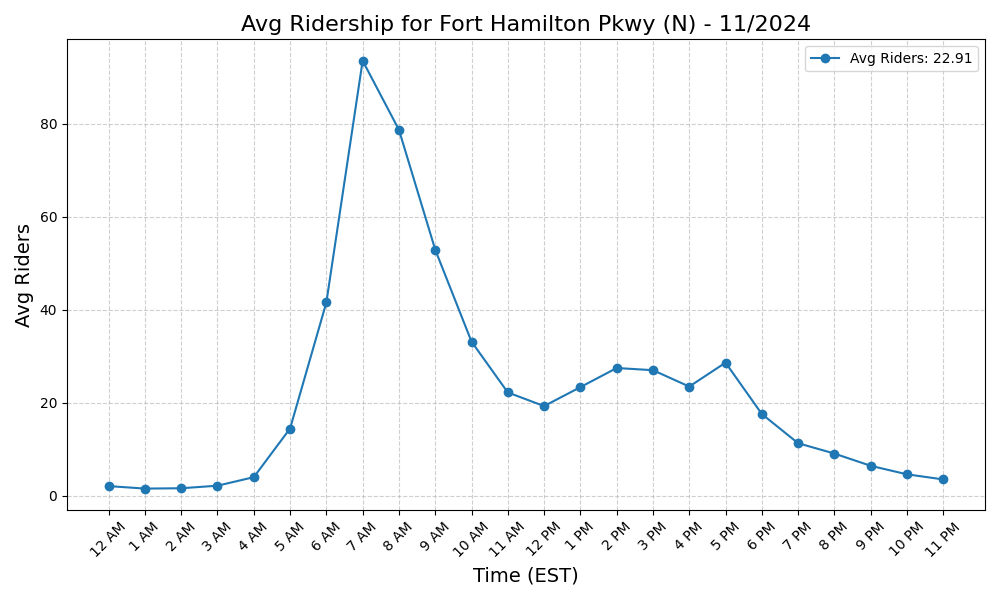 Avg Ridership for Fort Hamilton Pkwy (N) - 11/2024
Avg Riders: 22.91
Avg Riders
80
60
40
20
0
12 AM
1 AM
2 AM
3 AM
4 AM
5 AM
6 AM
7 AM
8 AM
9 AM
10 AM
11 AM
12 PM
1 PM
2 PM
3 PM
4 PM
5 PM
6 PM
7 PM
8 PM
9 PM
10 PM
11 PM
Time (EST)